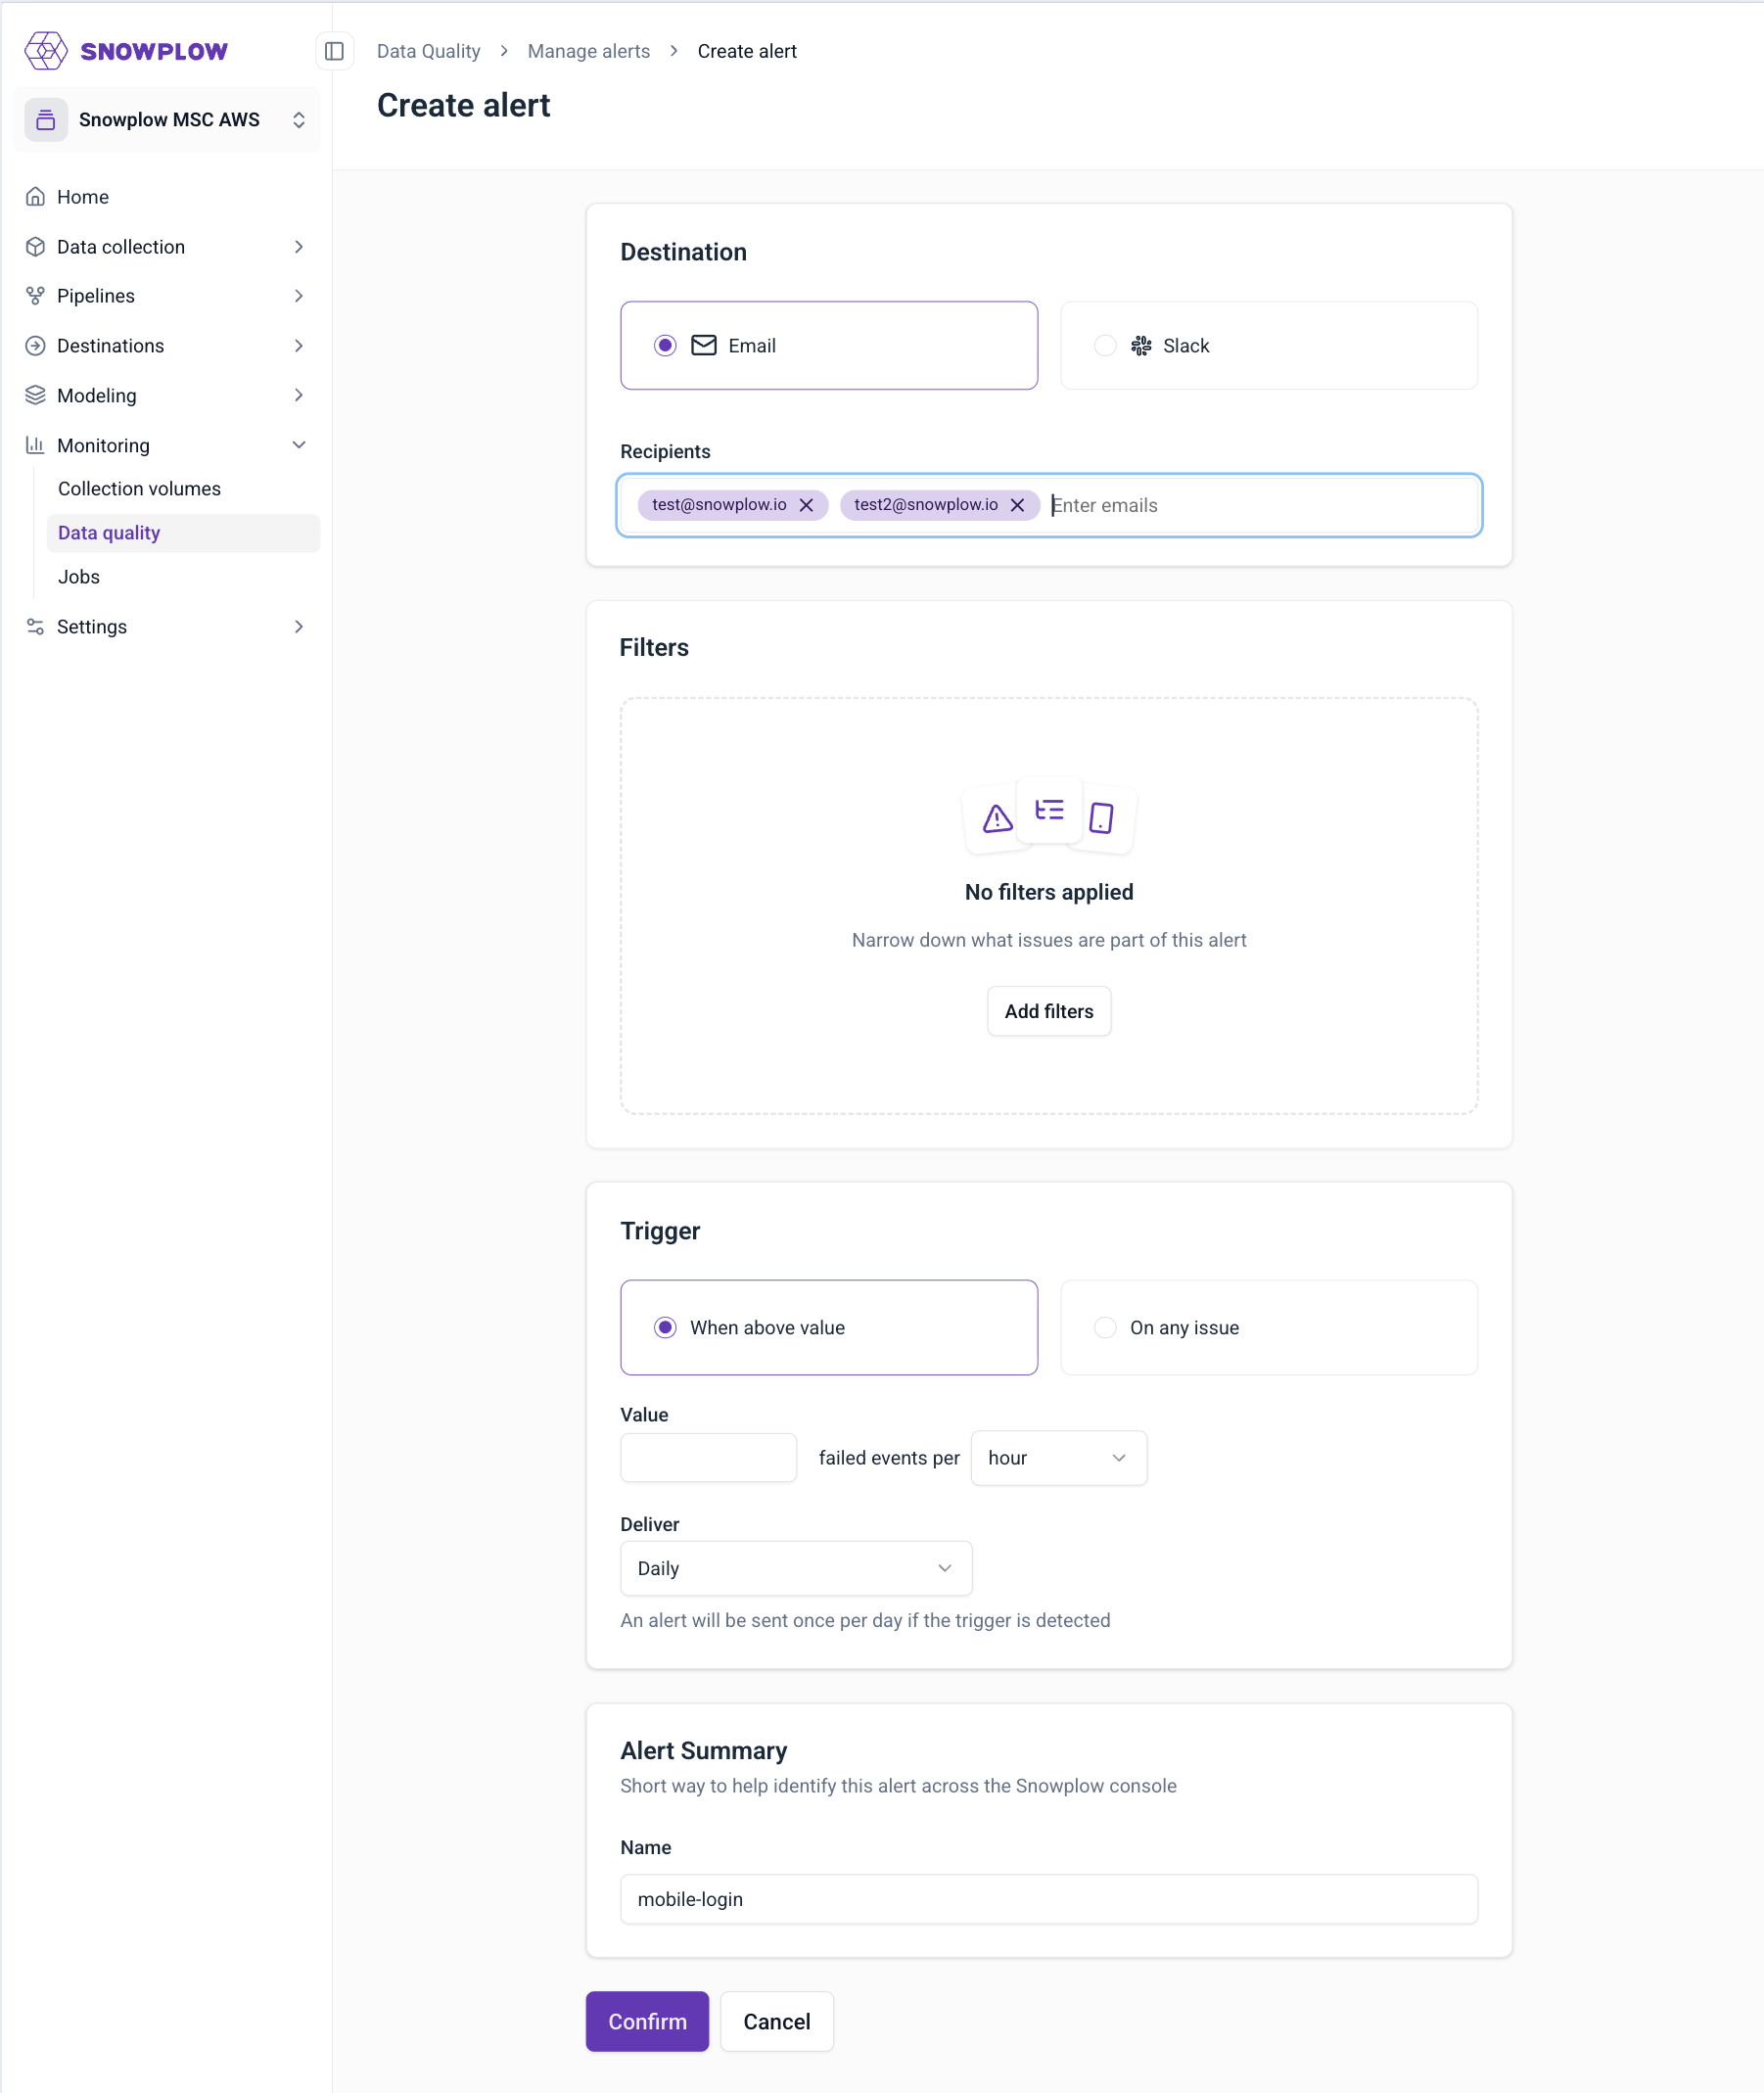 SNOWPLOW
Snowplow MSC AWS
Home
Data collection
Pipelines
Destinations
Modeling
Monitoring
Collection volumes
Data quality
Jobs
Settings
Data Quality > Manage alerts > Create alert
Create alert
Destination
Email
Slack
Recipients
test@snowplow.io test2@snowplow.io Enter emails
Filters
No filters applied
Narrow down what issues are part of this alert
Add filters
Trigger
When above value
On any issue
Value
failed events per hour
Deliver
Daily
An alert will be sent once per day if the trigger is detected
Alert Summary
Short way to help identify this alert across the Snowplow console
Name
mobile-login
Confirm Cancel